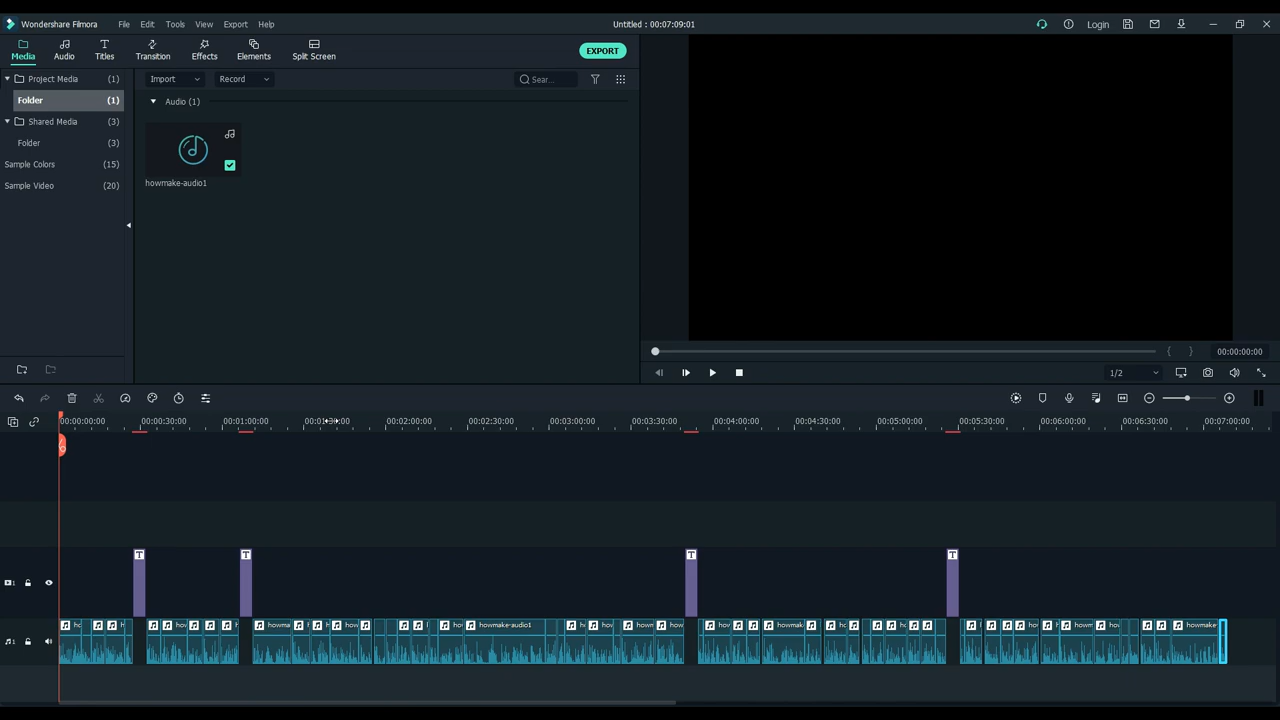 Wondershare Filmora File Edit Tools View Export Help Untitled : 00:07:09:01 Login
Media Audio Titles Transition Effects Elements Split Screen EXPORT
Project Media (1) Import Record Sear...
Folder (1) Audio (1)
Shared Media (3)
Folder (3)
Sample Colors (15)
Sample Video (20) howmake-audio1
00:00:00:00
1/2
00:00:00:00 00:00:30:00 00:01:00:00 00:01:30:00 00:02:00:00 00:02:30:00 00:03:00:00 00:03:30:00 00:04:00:00 00:04:30:00 00:05:00:00 00:05:30:00 00:06:00:00 00:06:30:00 00:07:00:00
T T T T
1
howmake-audio1
1